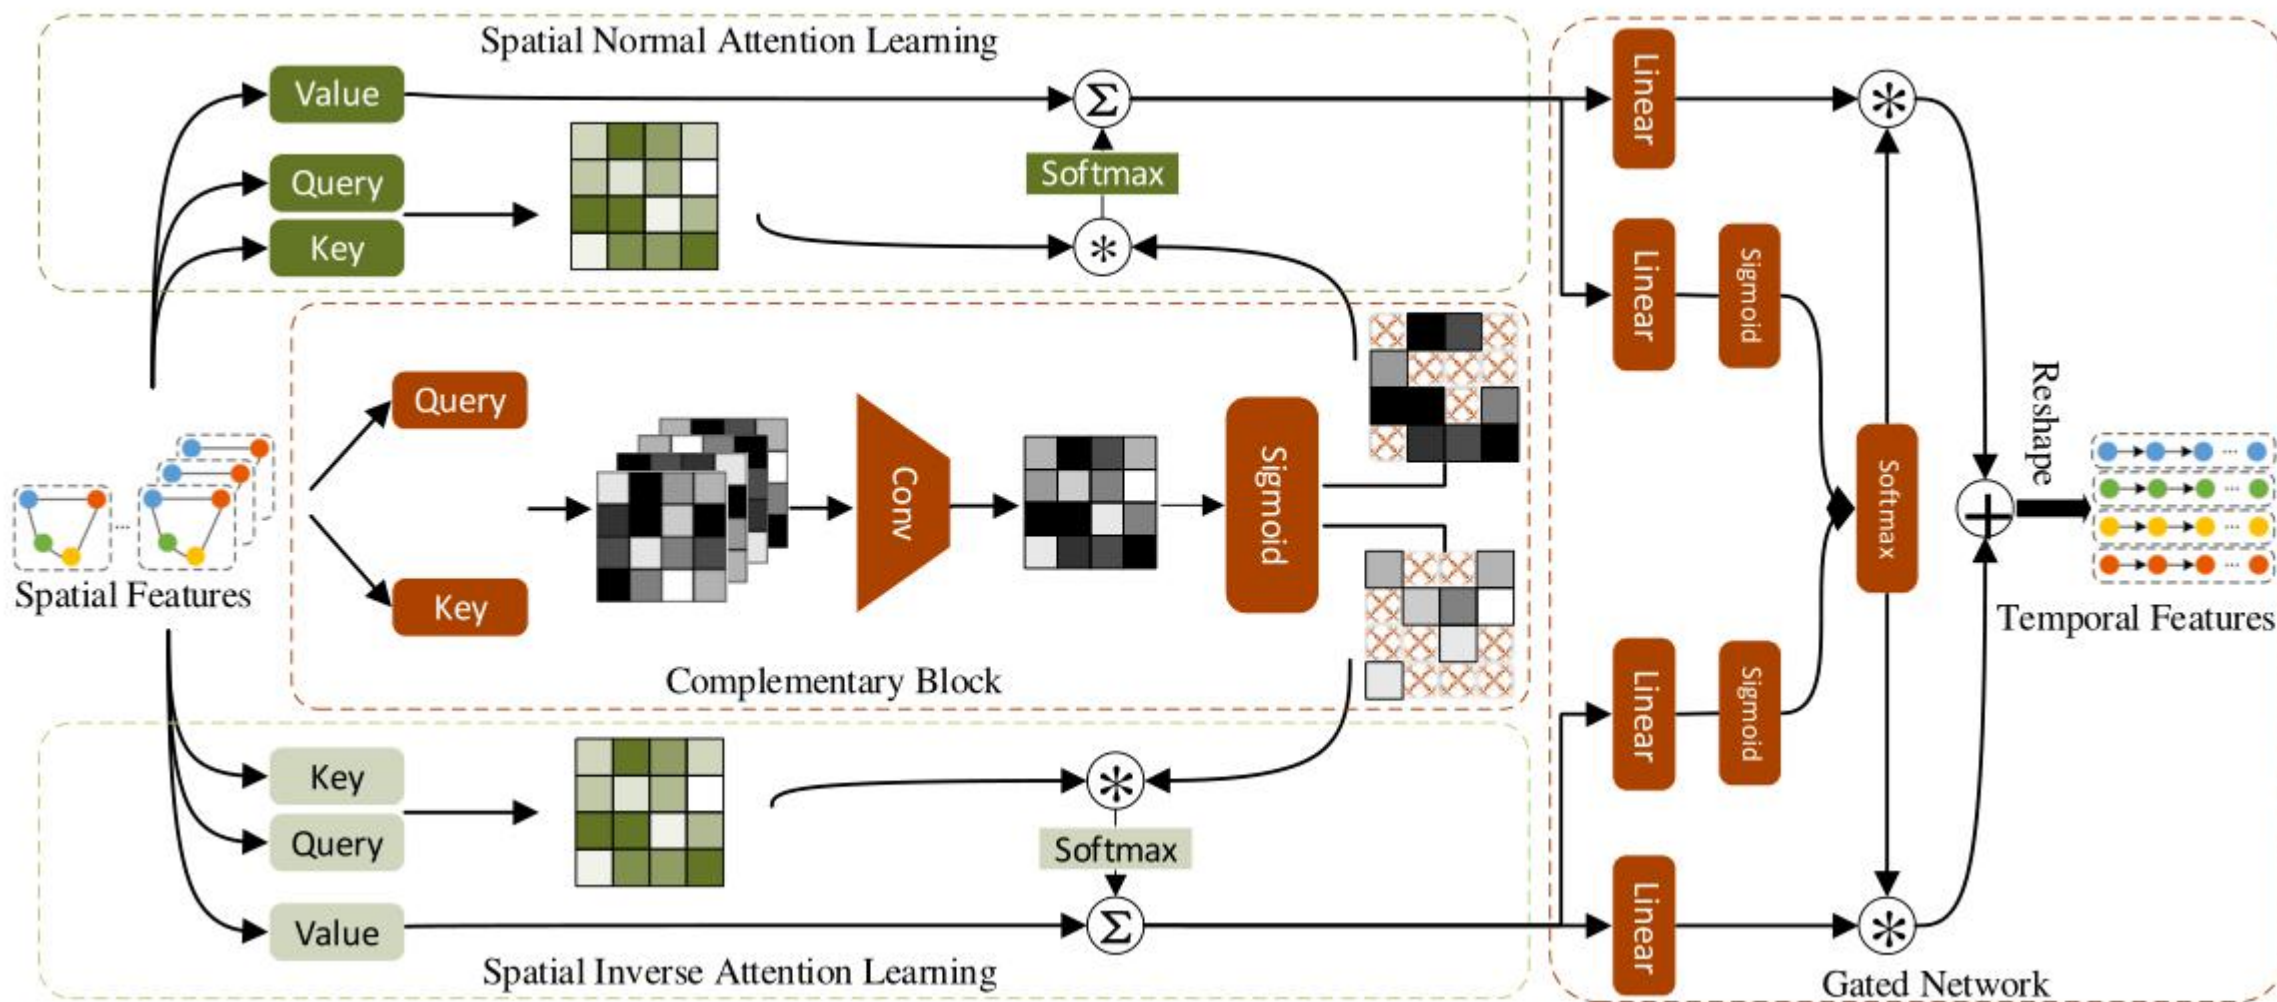 Spatial Normal Attention Learning
Value
Σ
Linear
*
Softmax
Query
Key
*
Linear
Sigmoid
Query
Conv
Sigmoid
Softmax
Reshape
...
...
...
...
...
Spatial Features
Key
Temporal Features
Complementary Block
Linear
Sigmoid
Key
*
Query
Softmax
Value
Σ
Linear
*
Spatial Inverse Attention Learning
Gated Network